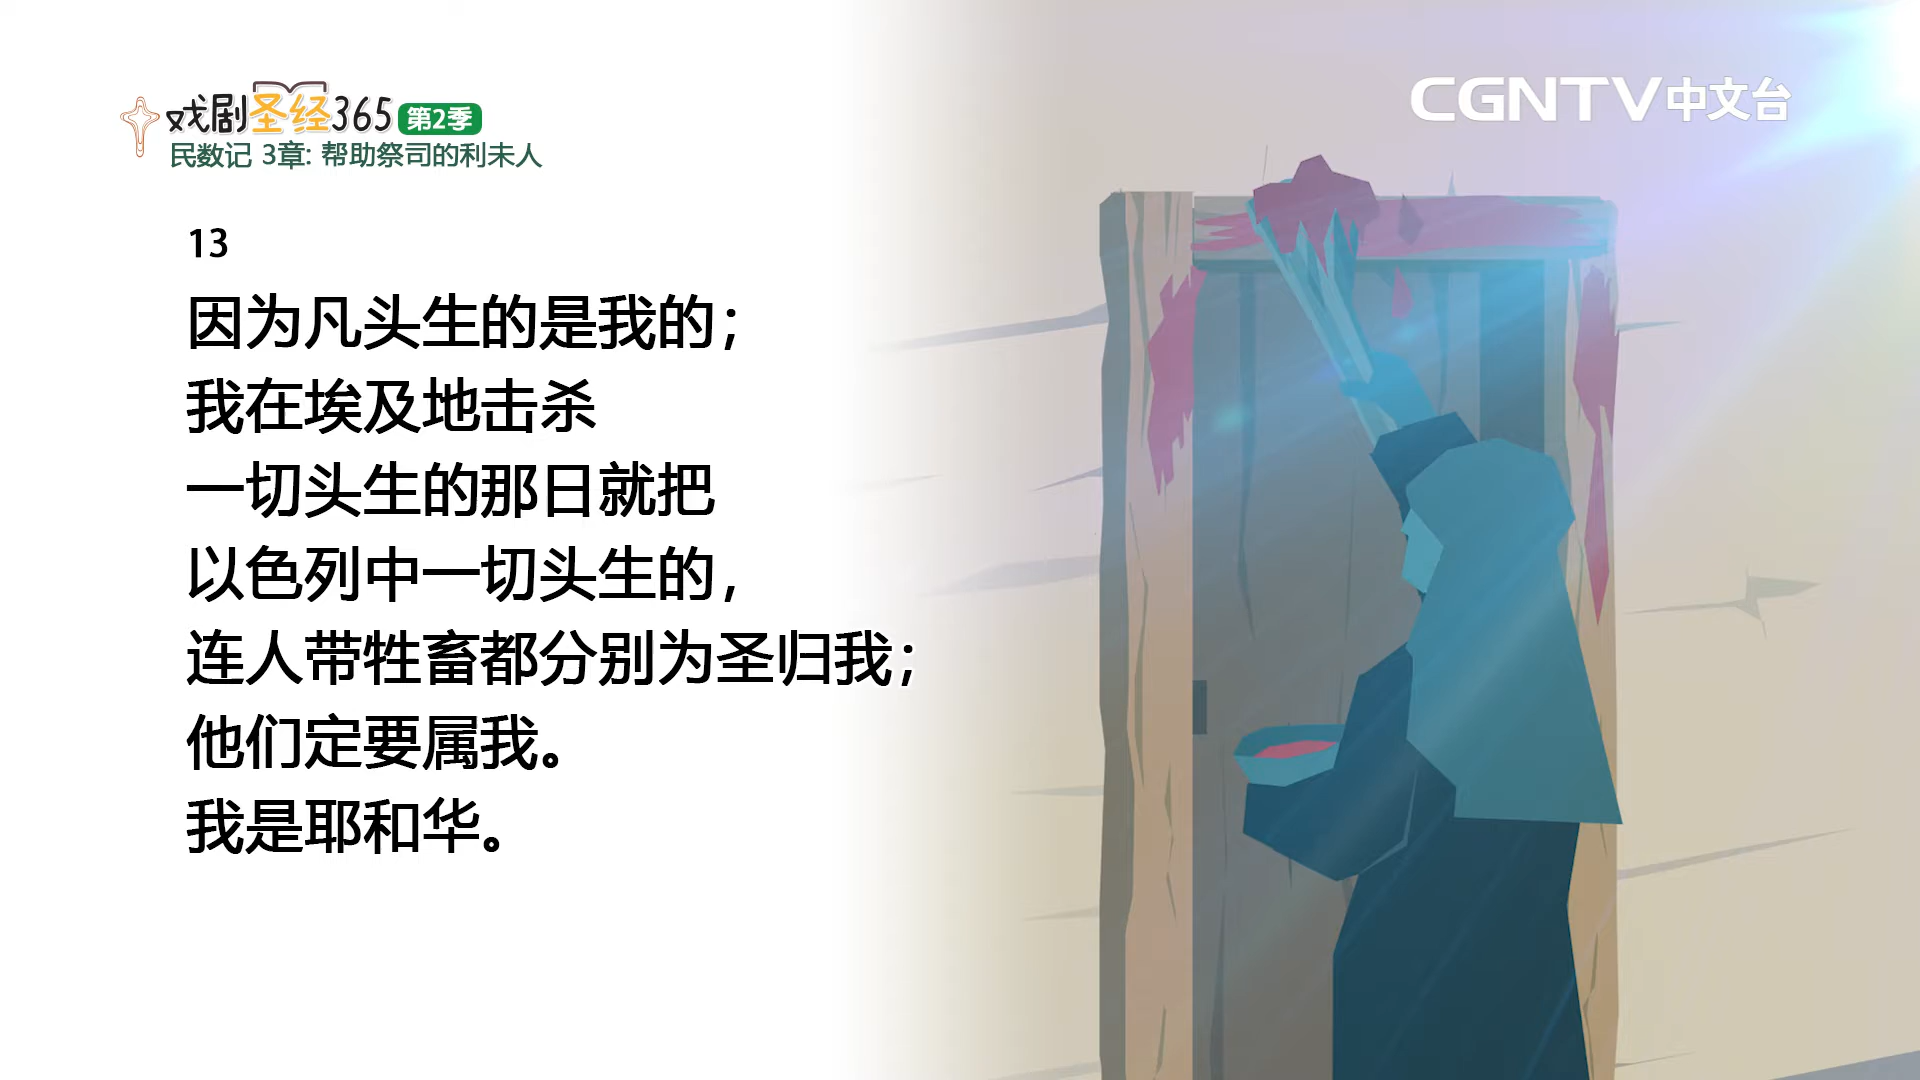 戏剧圣经365 第2季
CGNTV中文台
民数记 3章: 帮助祭司的利未人
13
因为凡头生的是我的;
我在埃及地击杀
一切头生的那日就把
以色列中一切头生的,
连人带牲畜都分别为圣归我;
他们定要属我。
我是耶和华。